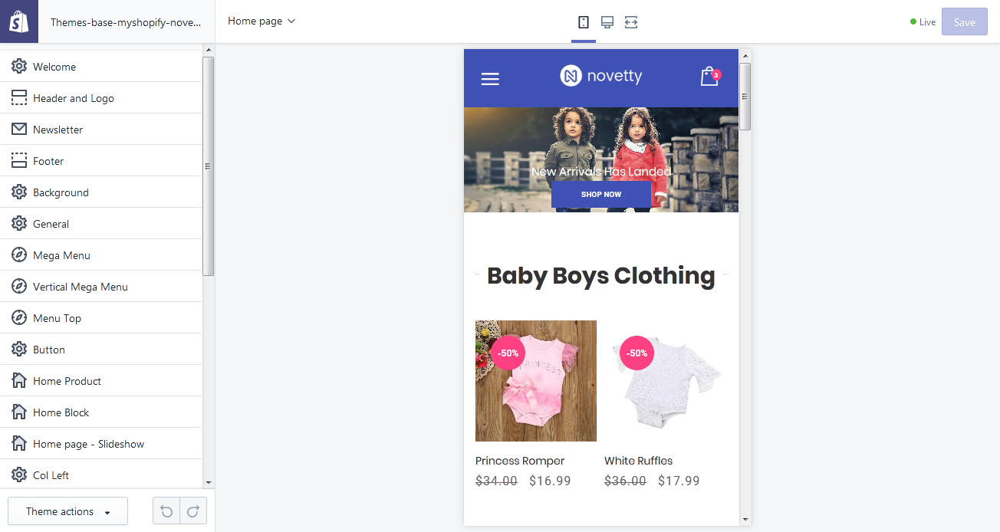 Themes-base-myshopify-nove...
Home page
Live
Save
Welcome
Header and Logo
Newsletter
Footer
Background
General
Mega Menu
Vertical Mega Menu
Menu Top
Button
Home Product
Home Block
Home page - Slideshow
Col Left
Theme actions
novetty
3
New Arrivals Has Landed
SHOP NOW
Baby Boys Clothing
-50%
PRINCESS
-50%
Princess Romper
White Ruffles
$34.00 $16.99
$36.00 $17.99